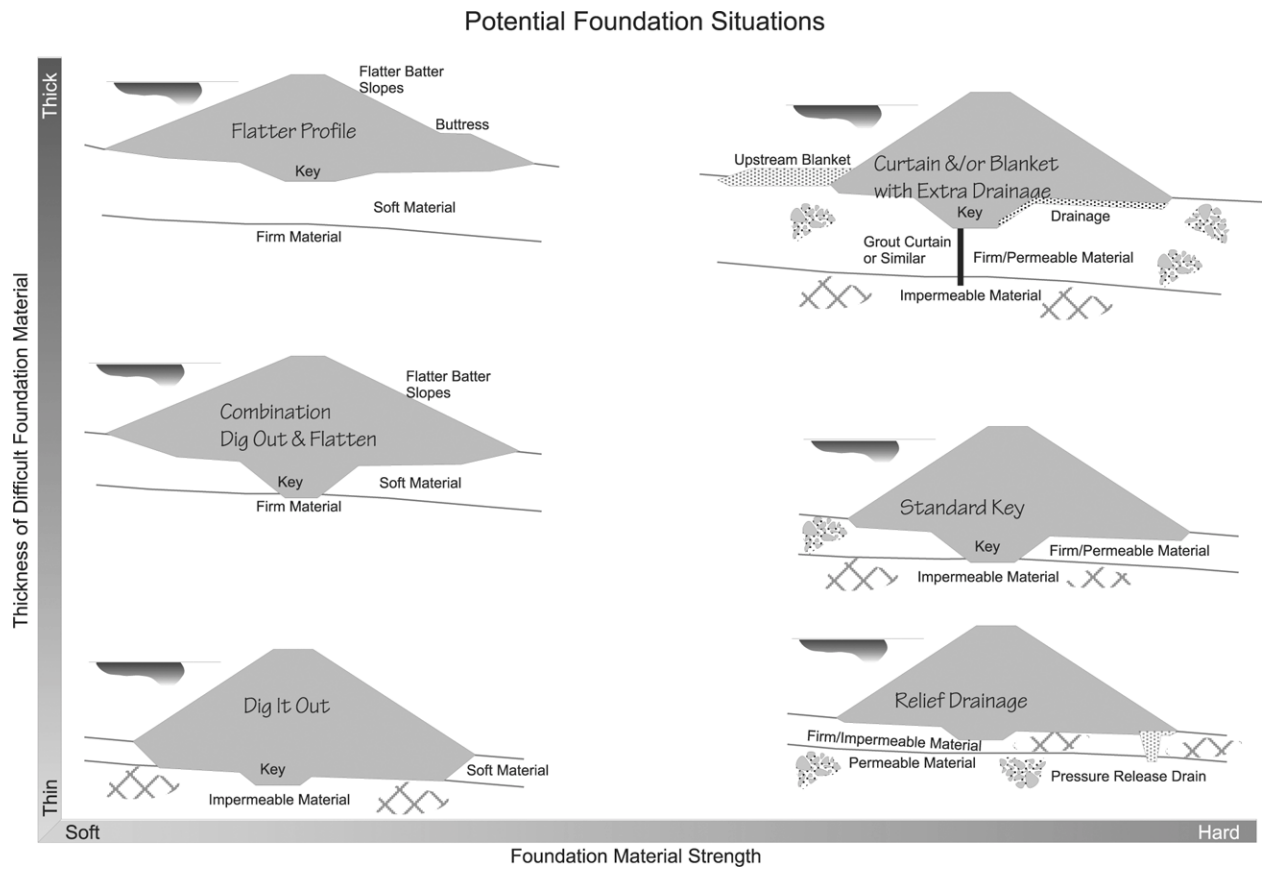 Potential Foundation Situations
Thick
Thickness of Difficult Foundation Material
Thin
Flatter Batter
Slopes
Buttress
Flatter Profile
Key
Soft Material
Firm Material
Upstream Blanket
Curtain &/or Blanket
with Extra Drainage
Key
Drainage
Grout Curtain
or Similar
Firm/Permeable Material
Impermeable Material
Flatter Batter
Slopes
Combination
Dig Out & Flatten
Key
Soft Material
Firm Material
Standard Key
Key
Firm/Permeable Material
Impermeable Material
Dig It Out
Key
Soft Material
Impermeable Material
Relief Drainage
Firm/Impermeable Material
Permeable Material
Pressure Release Drain
Soft
Hard
Foundation Material Strength